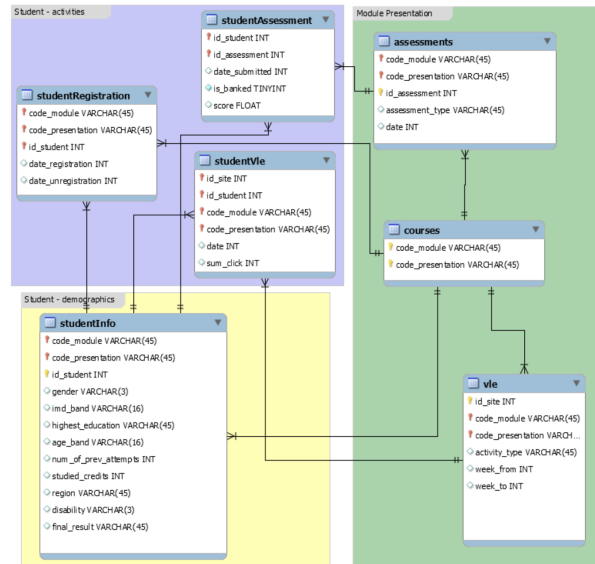 Student - activities
studentAssessment
id_student INT
id_assessment INT
date_submitted INT
is_banked TINYINT
score FLOAT
studentRegistration
code_module VARCHAR(45)
code_presentation VARCHAR(45)
id_student INT
date_registration INT
date_unregistration INT
studentVle
id_site INT
id_student INT
code_module VARCHAR(45)
code_presentation VARCHAR(45)
date INT
sum_click INT
Student - demographics
studentInfo
code_module VARCHAR(45)
code_presentation VARCHAR(45)
id_student INT
gender VARCHAR(3)
imd_band VARCHAR(16)
highest_education VARCHAR(45)
age_band VARCHAR(16)
num_of_prev_attempts INT
studied_credits INT
region VARCHAR(45)
disability VARCHAR(3)
final_result VARCHAR(45)
Module Presentation
assessments
code_module VARCHAR(45)
code_presentation VARCHAR(45)
id_assessment INT
assessment_type VARCHAR(45)
date INT
courses
code_module VARCHAR(45)
code_presentation VARCHAR(45)
vle
id_site INT
code_module VARCHAR(45)
code_presentation VARCH...
activity_type VARCHAR(45)
week_from INT
week_to INT